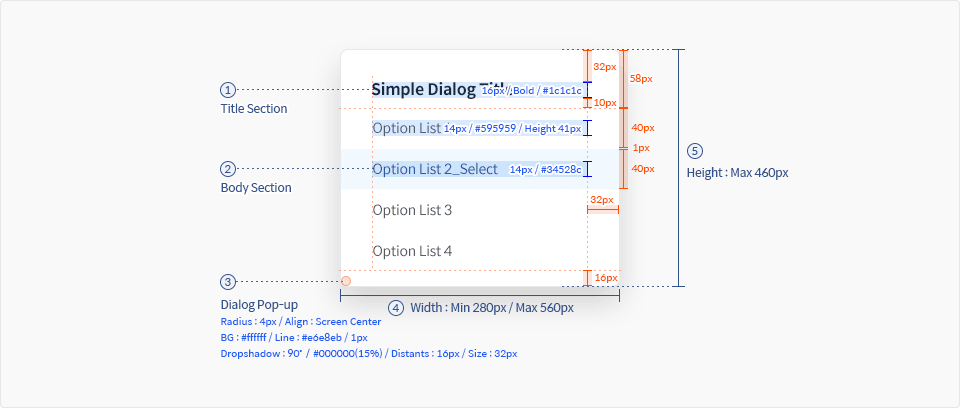 32px
58px
1
Simple Dialog Title
16px / Bold / #1c1c1c
10px
Title Section
Option List
14px / #595959 / Height 41px
40px
1px
5
2
Option List 2_Select
14px / #34528c
40px
Height : Max 460px
Body Section
32px
Option List 3
Option List 4
3
16px
Dialog Pop-up
4
Width : Min 280px / Max 560px
Radius : 4px / Align : Screen Center
BG : #ffffff / Line : #e6e8eb / 1px
Dropshadow : 90° / #000000(15%) / Distants : 16px / Size : 32px